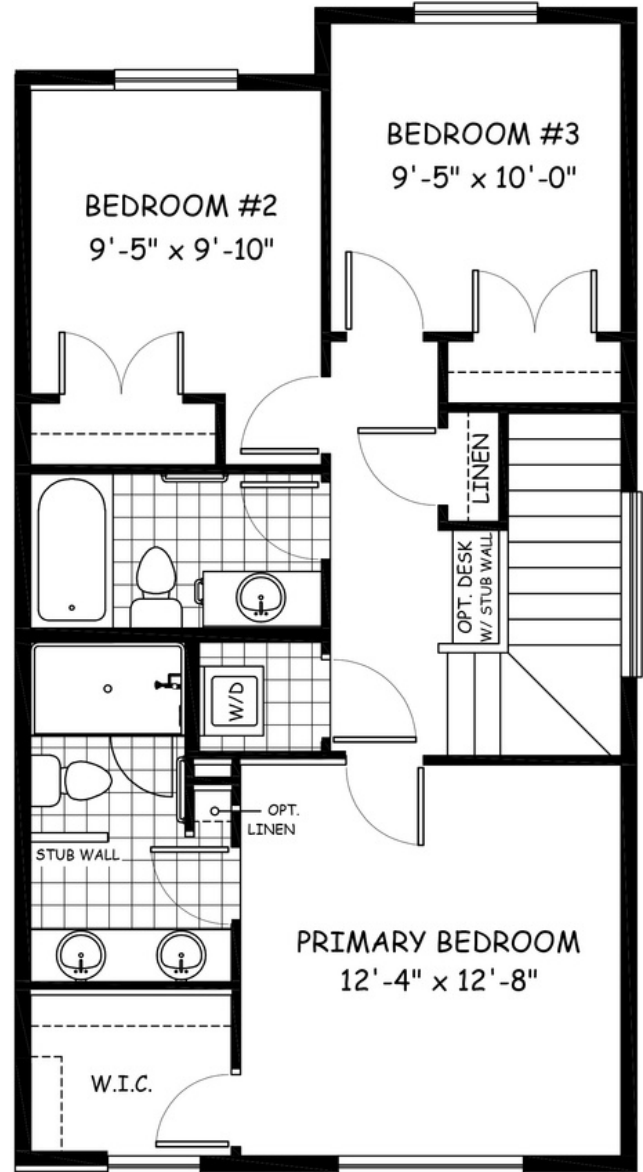 BEDROOM #3
9'-5" x 10'-0"
BEDROOM #2
9'-5" x 9'-10"
LINEN
OPT. DESK
W/ STUB WALL
W/D
OPT.
LINEN
STUB WALL
PRIMARY BEDROOM
12'-4" x 12'-8"
W.I.C.